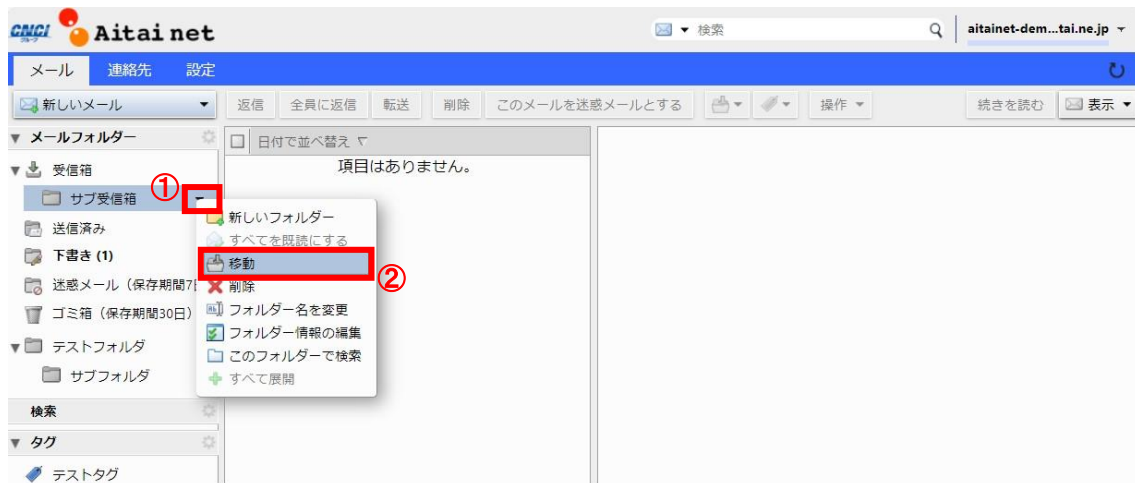 CNCI グループ Aitai net
検索
aitainet-dem...tai.ne.jp
メール 連絡先 設定
新しいメール 返信 全員に返信 転送 削除 このメールを迷惑メールとする 操作 続きを読む 表示
メールフォルダー
日付で並べ替え
項目はありません。
受信箱
サブ受信箱
①
送信済み
下書き (1)
迷惑メール（保存期間7
ゴミ箱（保存期間30日）
テストフォルダ
サブフォルダ
検索
タグ
テストタグ
新しいフォルダー
すべてを既読にする
移動
②
削除
フォルダー名を変更
フォルダー情報の編集
このフォルダーで検索
すべて展開